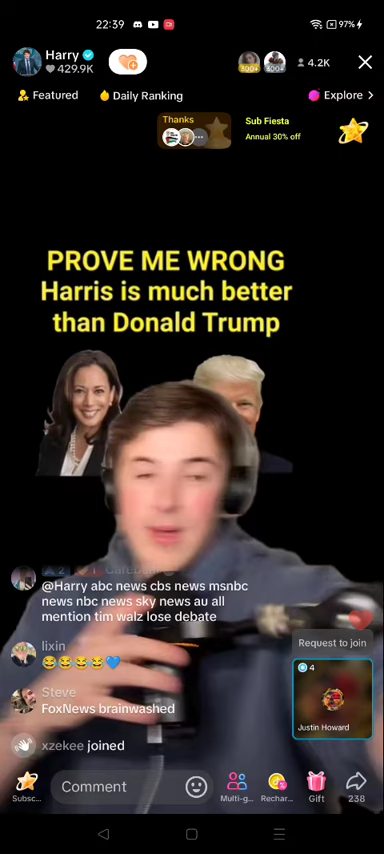 22:39
97%
Harry
429.9K
300+
300+
4.2K
Featured
Daily Ranking
Explore
Thanks
Sub Fiesta
Annual 30% off
PROVE ME WRONG
Harris is much better
than Donald Trump
@Harry abc news cbs news msnbc
news nbc news sky news au all
mention tim walz lose debate
lixin
Steve
FoxNews brainwashed
xzekee joined
Request to join
4
Justin Howard
Comment
Subsc...
Multi-g...
Rechar...
Gift
238